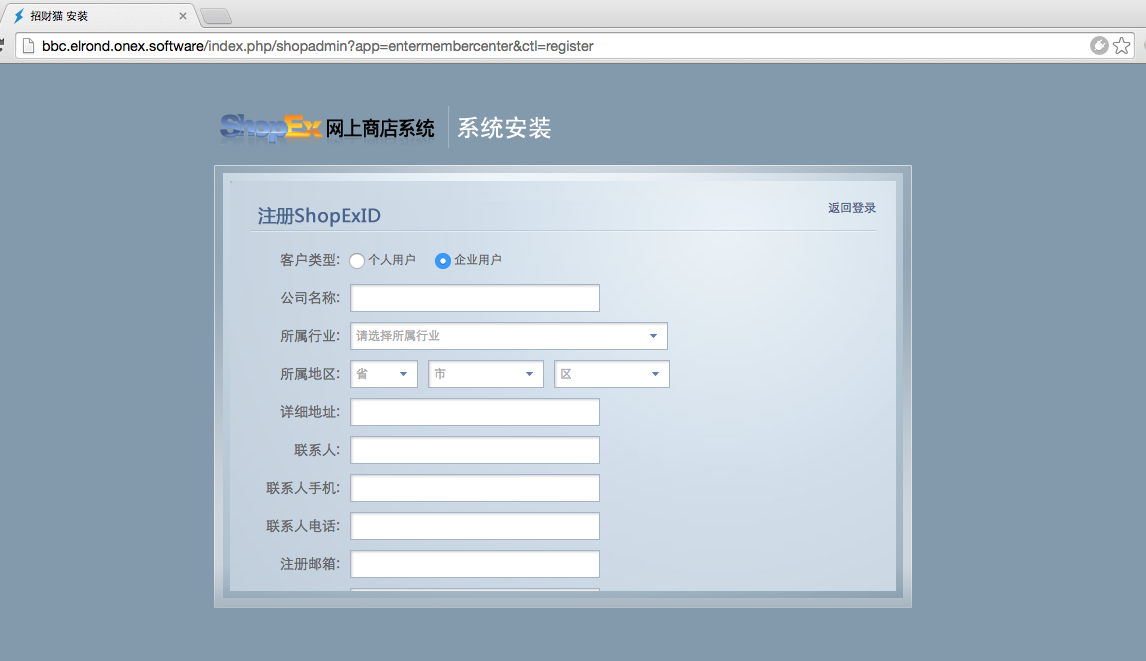 招财猫 安装
bbc.elrond.onex.software/index.php/shopadmin?app=entermembercenter&ctl=register
ShopEx 网上商店系统 系统安装
注册ShopExID
返回登录
客户类型: 个人用户 企业用户
公司名称:
所属行业: 请选择所属行业
所属地区: 省 市 区
详细地址:
联系人:
联系人手机:
联系人电话:
注册邮箱: